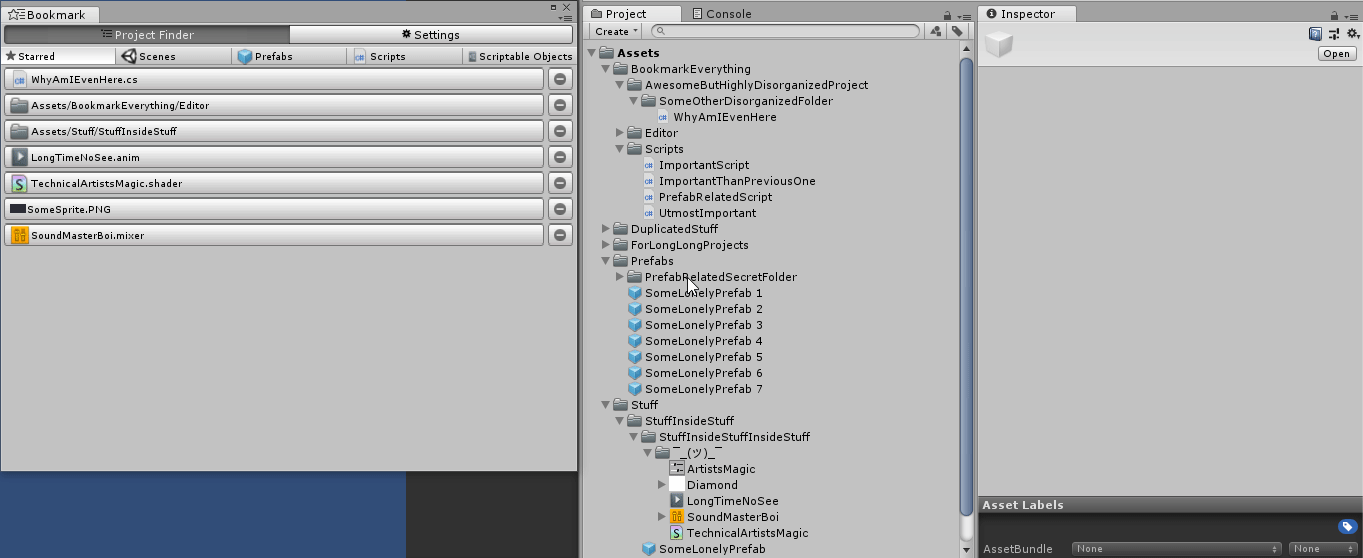 Bookmark
Project Finder
Settings
Starred
Scenes
Prefabs
Scripts
Scriptable Objects
WhyAmIEvenHere.cs
Assets/BookmarkEverything/Editor
Assets/Stuff/StuffInsideStuff
LongTimeNoSee.anim
TechnicalArtistsMagic.shader
SomeSprite.PNG
SoundMasterBoi.mixer
Project
Console
Create
Assets
BookmarkEverything
AwesomeButHighlyDisorganizedProject
SomeOtherDisorganizedFolder
WhyAmIEvenHere
Editor
Scripts
ImportantScript
ImportantThanPreviousOne
PrefabRelatedScript
UtmostImportant
DuplicatedStuff
ForLongLongProjects
Prefabs
PrefabRelatedSecretFolder
SomeLonelyPrefab 1
SomeLonelyPrefab 2
SomeLonelyPrefab 3
SomeLonelyPrefab 4
SomeLonelyPrefab 5
SomeLonelyPrefab 6
SomeLonelyPrefab 7
Stuff
StuffInsideStuff
StuffInsideStuffInsideStuff
¯_(ツ)_¯
ArtistsMagic
Diamond
LongTimeNoSee
SoundMasterBoi
TechnicalArtistsMagic
SomeLonelyPrefab
Inspector
Open
Asset Labels
AssetBundle
None
None